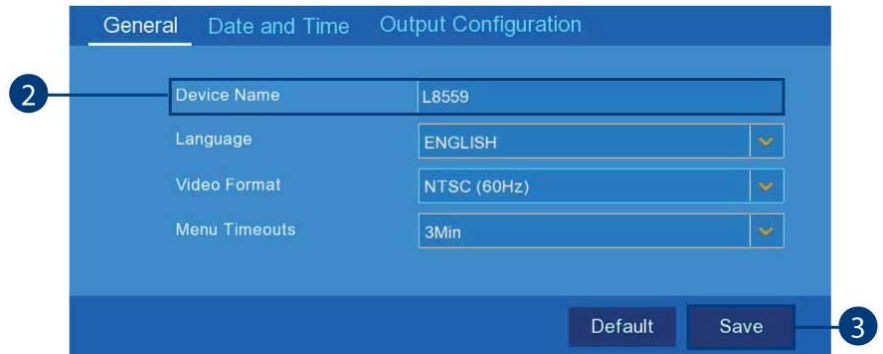 General Date and Time Output Configuration
2 Device Name L8559
Language ENGLISH
Video Format NTSC (60Hz)
Menu Timeouts 3Min
Default Save 3